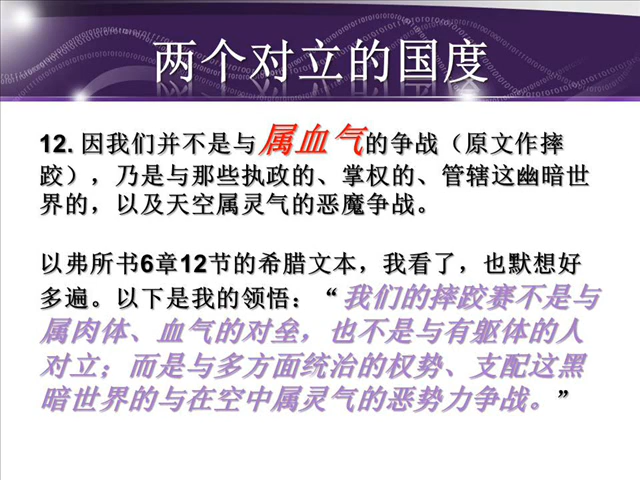 两个对立的国度
12. 因我们并不是与属血气的争战（原文作摔
跤），乃是与那些执政的、掌权的、管辖这幽暗世
界的，以及天空属灵气的恶魔争战。
以弗所书6章12节的希腊文本，我看了，也默想好
多遍。以下是我的领悟：“我们的摔跤赛不是与
属肉体、血气的对垒，也不是与有躯体的人
对立；而是与多方面统治的权势、支配这黑
暗世界的与在空中属灵气的恶势力争战。”